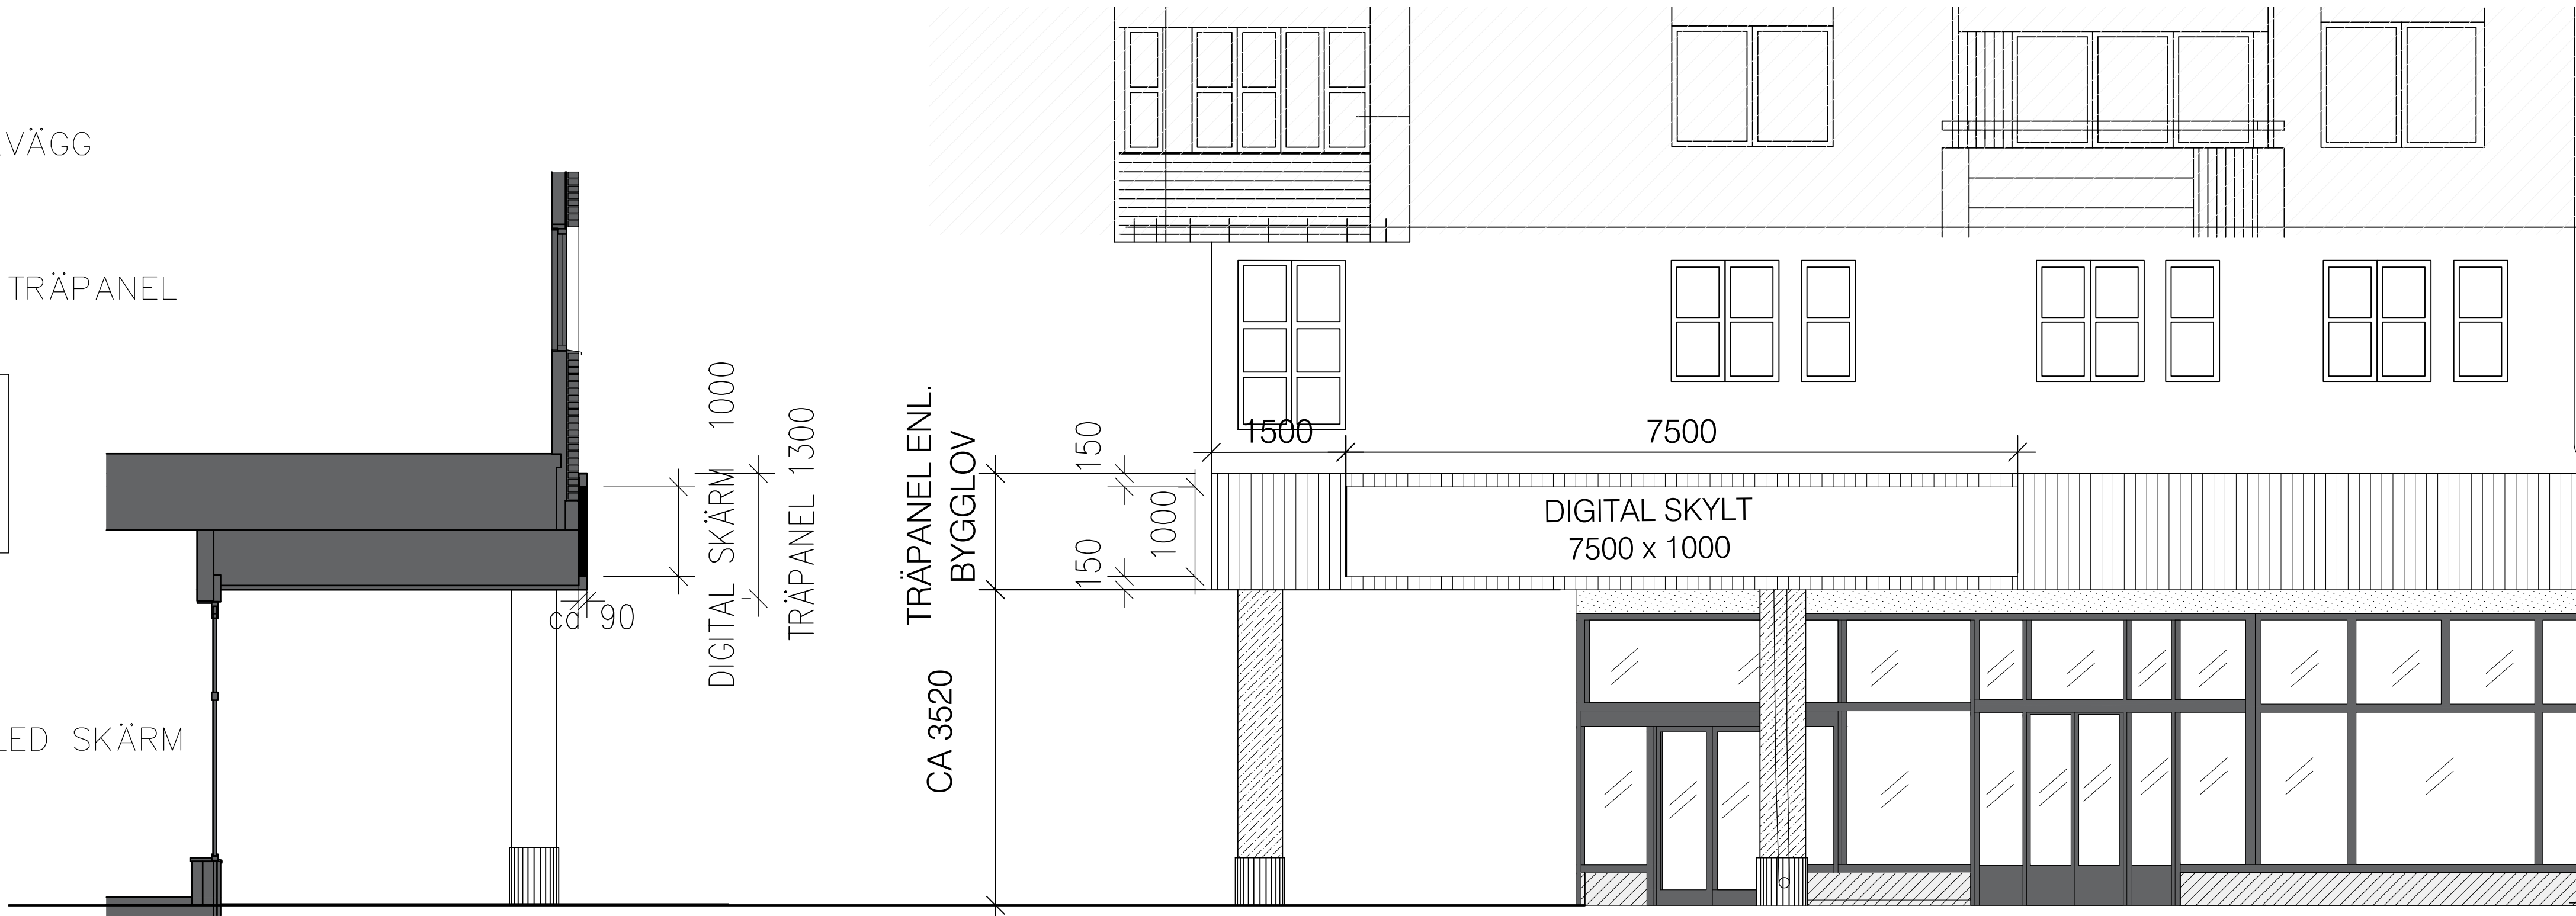 VÄGG
TRÄPANEL
LED SKÄRM
ca 90
DIGITAL SKÄRM 1000
TRÄPANEL 1300
TRÄPANEL ENL.
BYGGLOV
CA 3520
150
1000
150
1500
7500
DIGITAL SKYLT
7500 x 1000